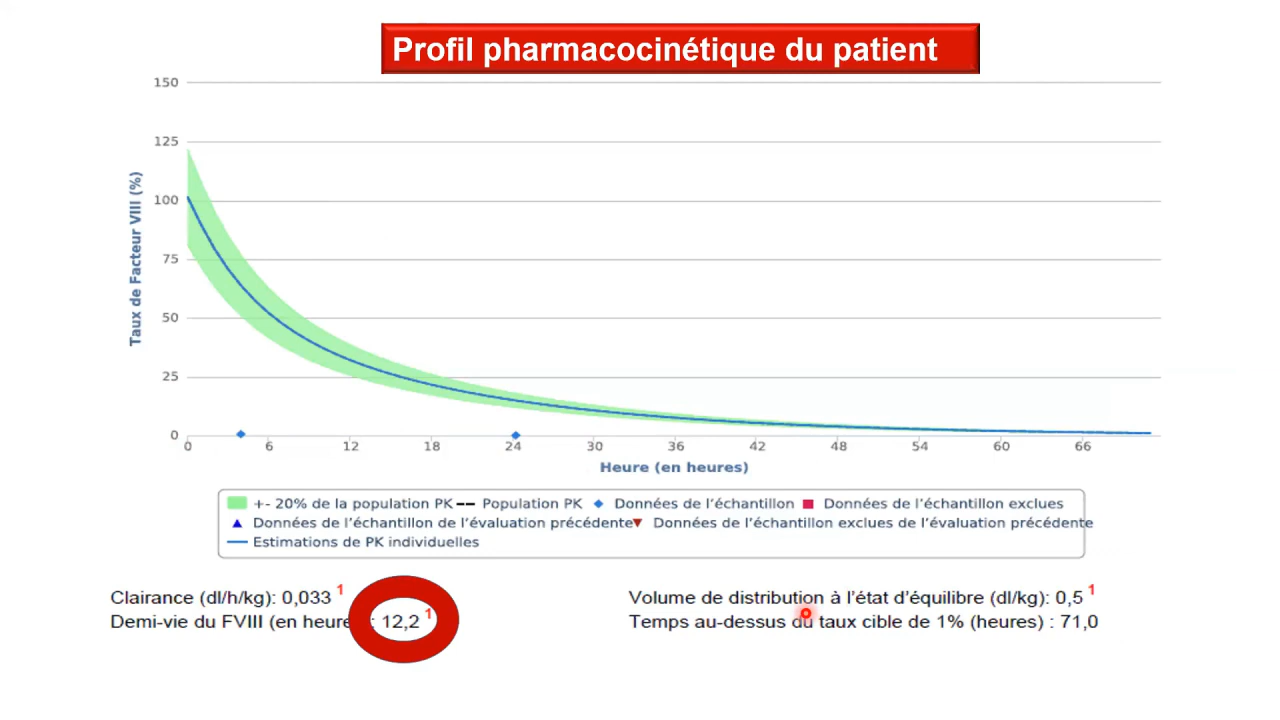 Profil pharmacocinétique du patient
150
125
100
75
50
25
0
Taux de Facteur VIII (%)
0 6 12 18 24 30 36 42 48 54 60 66
Heure (en heures)
+- 20% de la population PK Population PK Données de l’échantillon Données de l’échantillon exclues
Données de l’échantillon de l’évaluation précédente Données de l’échantillon exclues de l’évaluation précédente
Estimations de PK individuelles
Clairance (dl/h/kg): 0,033 1
Demi-vie du FVIII (en heure : 12,2 1
Volume de distribution à l’état d’équilibre (dl/kg): 0,5 1
Temps au-dessus du taux cible de 1% (heures) : 71,0